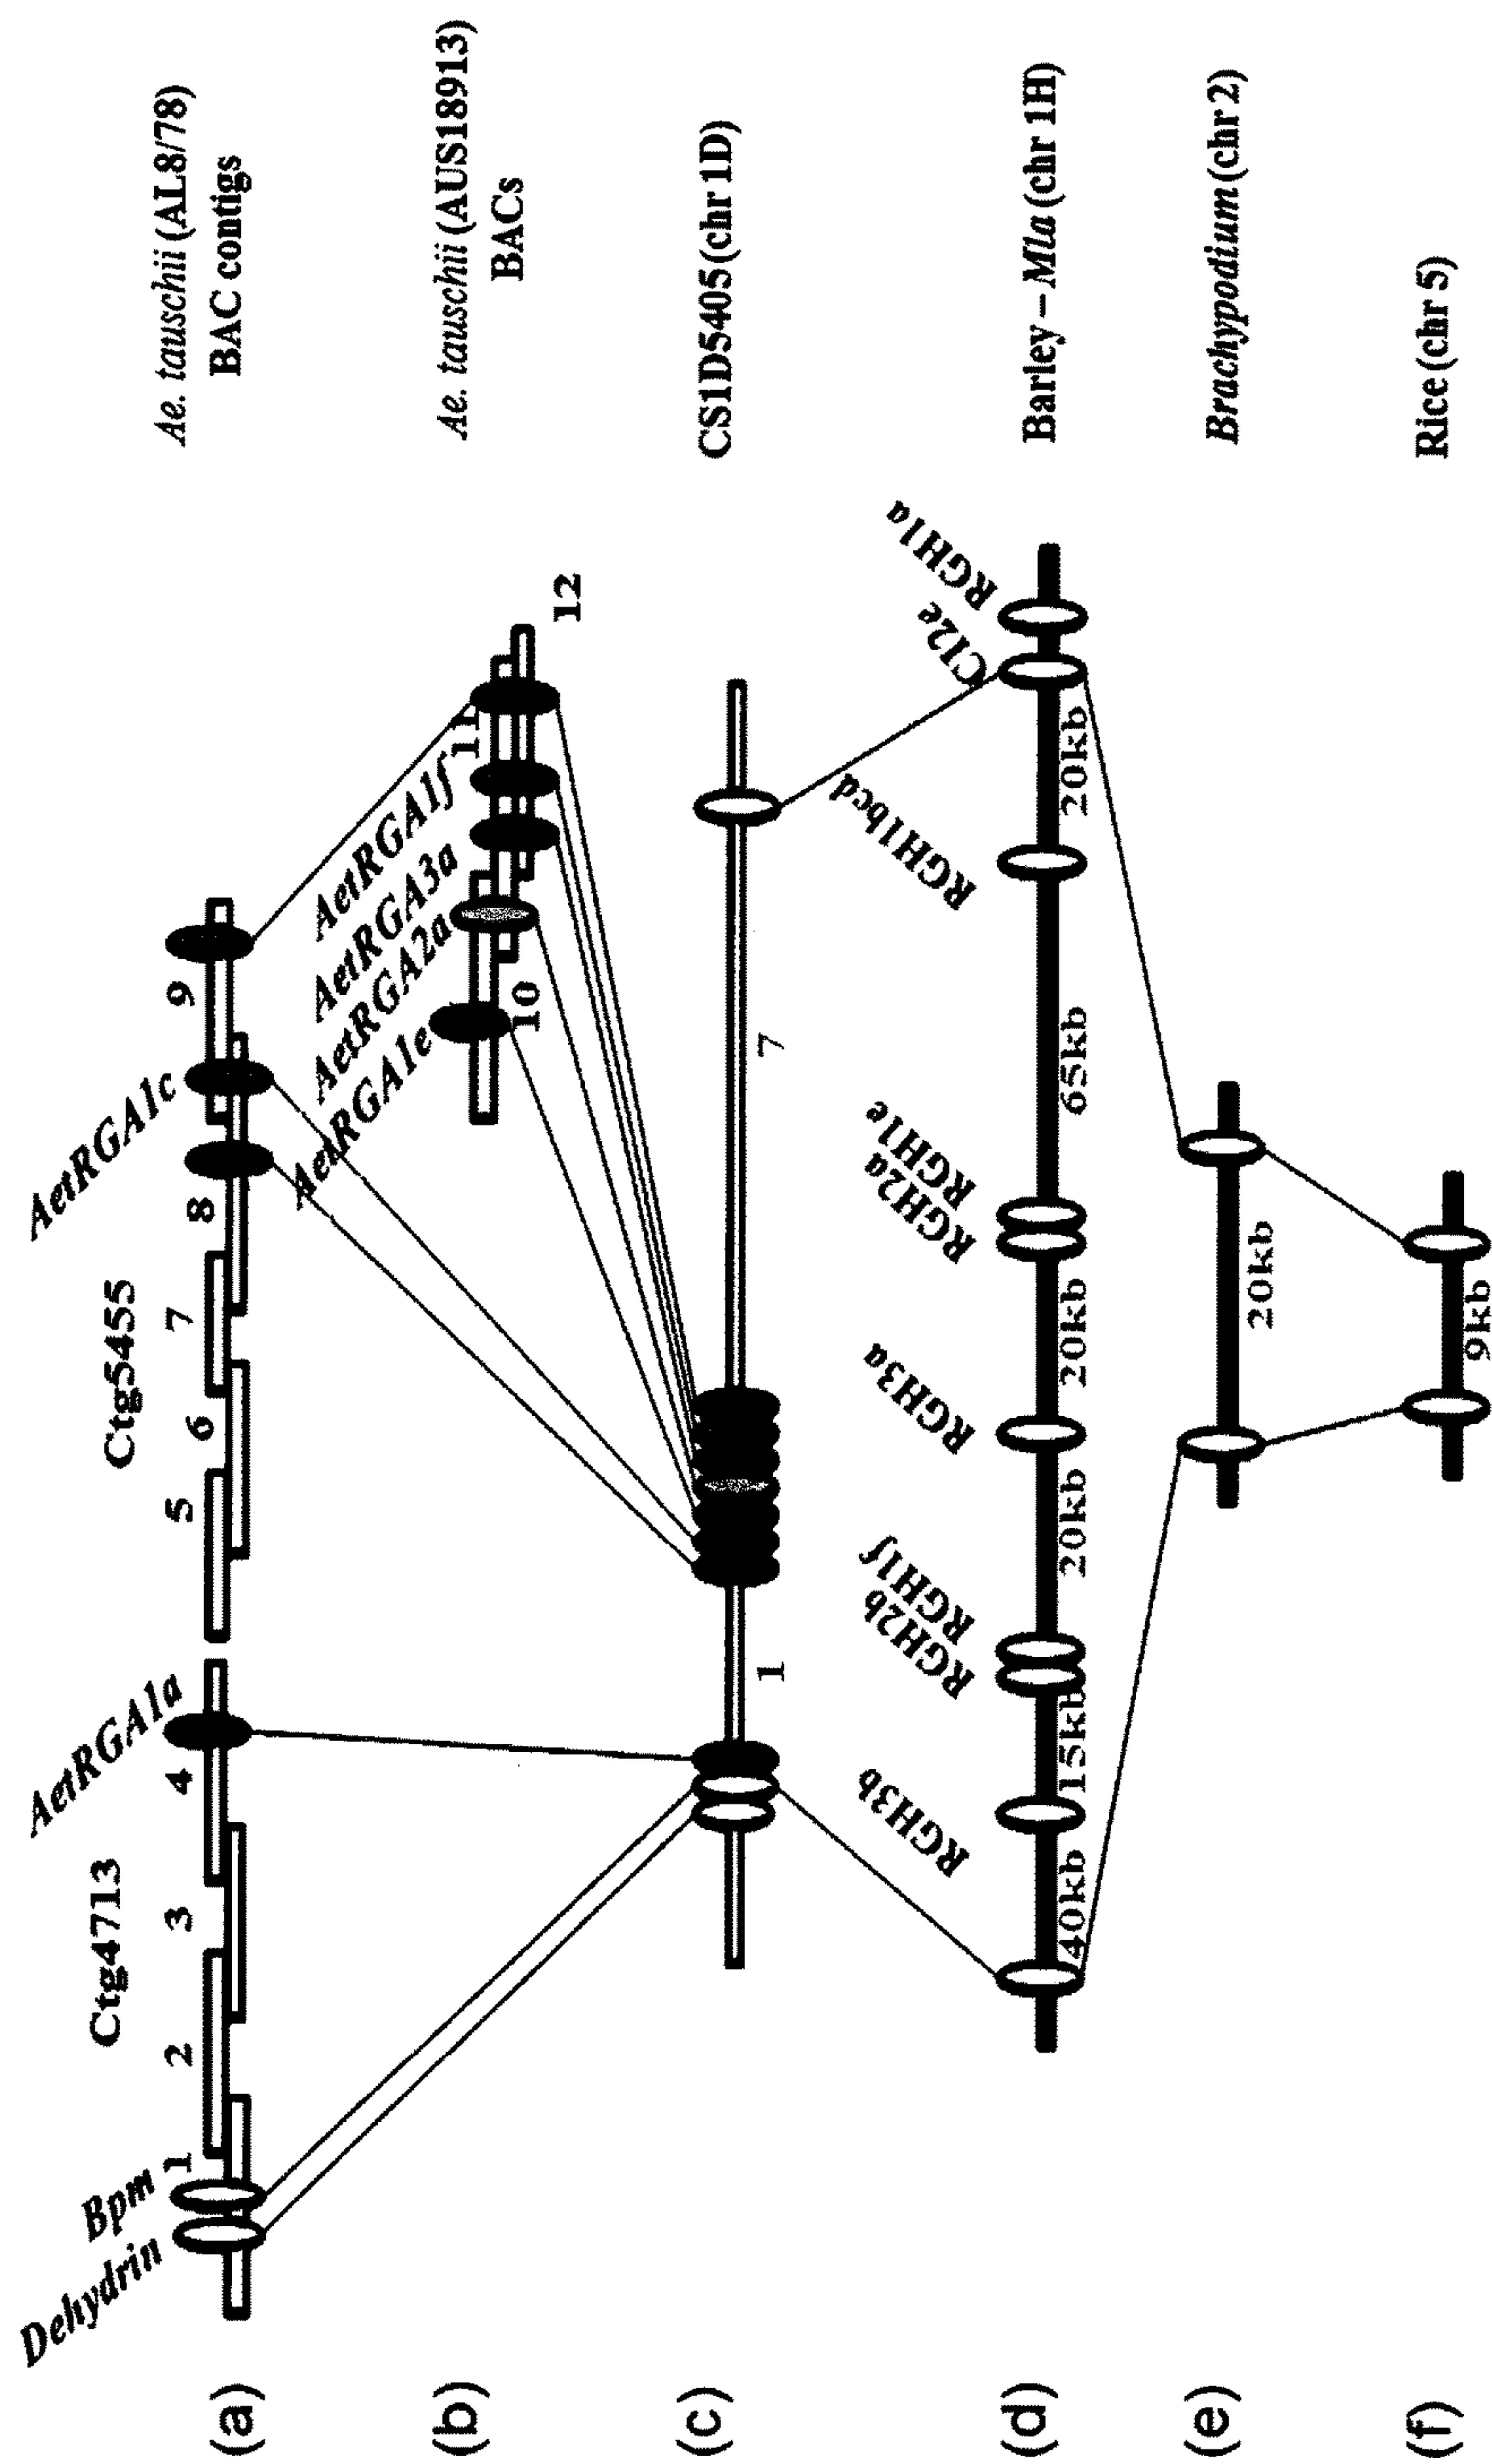 (a)
Dehydrin
Bpm
Ctg4713
AetRGA1a
Ctg5455
AetRGA1c
1
2
3
4
5
6
7
8
9
Ae. tauschii (AL8/78)
BAC contigs
(b)
AetRGA1e
AetRGA2a
AetRGA3a
AetRGA1f
10
11
12
Ae. tauschii (AUS18913)
BACs
(c)
1
7
CS1D5405 (chr 1D)
(d)
RGH3b
RGH2b
RGH1f
RGH3a
RGH2a
RGH1e
RGH1bcd
CI2e
RGH1a
40kb
15kb
20kb
20kb
65kb
20kb
Barley – Mla (chr 1H)
(e)
20kb
Brachypodium (chr 2)
(f)
9kb
Rice (chr 5)